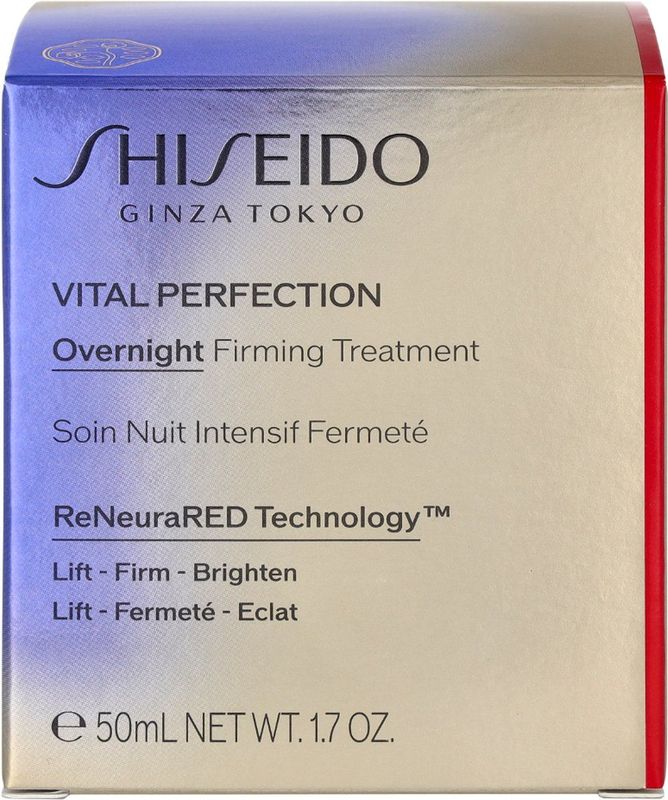 SHISEIDO
GINZA TOKYO
VITAL PERFECTION
Overnight Firming Treatment
Soin Nuit Intensif Fermeté
ReNeuraRED Technology™
Lift - Firm - Brighten
Lift - Fermeté - Eclat
℮ 50mL NET WT. 1.7 OZ.